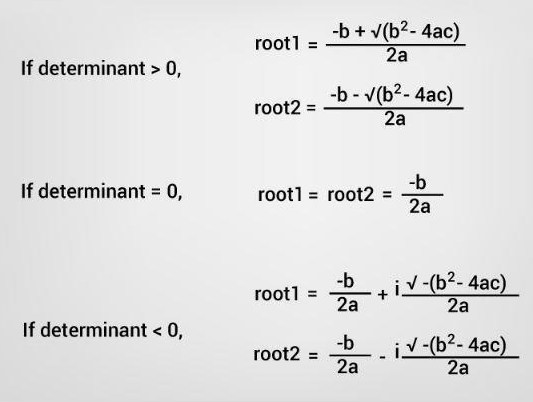 If determinant > 0,
root1 = -b + √(b²- 4ac)
2a
root2 = -b - √(b²- 4ac)
2a
If determinant = 0,
root1 = root2 = -b
2a
If determinant < 0,
root1 = -b + i √ -(b²- 4ac)
2a 2a
root2 = -b - i √ -(b²- 4ac)
2a 2a